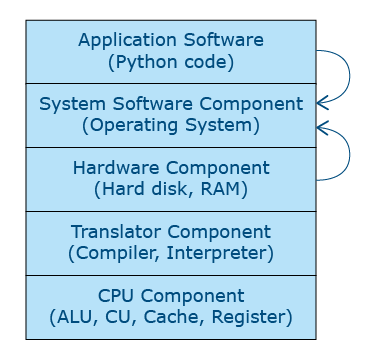 Application Software
(Python code)
System Software Component
(Operating System)
Hardware Component
(Hard disk, RAM)
Translator Component
(Compiler, Interpreter)
CPU Component
(ALU, CU, Cache, Register)